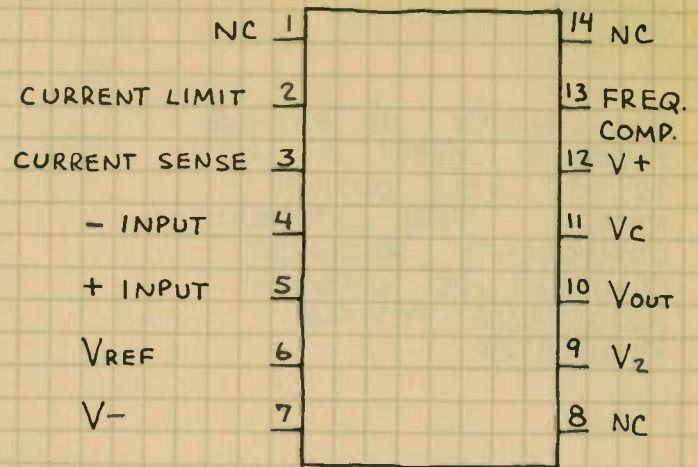 NC 1
CURRENT LIMIT 2
CURRENT SENSE 3
- INPUT 4
+ INPUT 5
VREF 6
V- 7
14 NC
13 FREQ.
COMP.
12 V+
11 VC
10 VOUT
9 VZ
8 NC